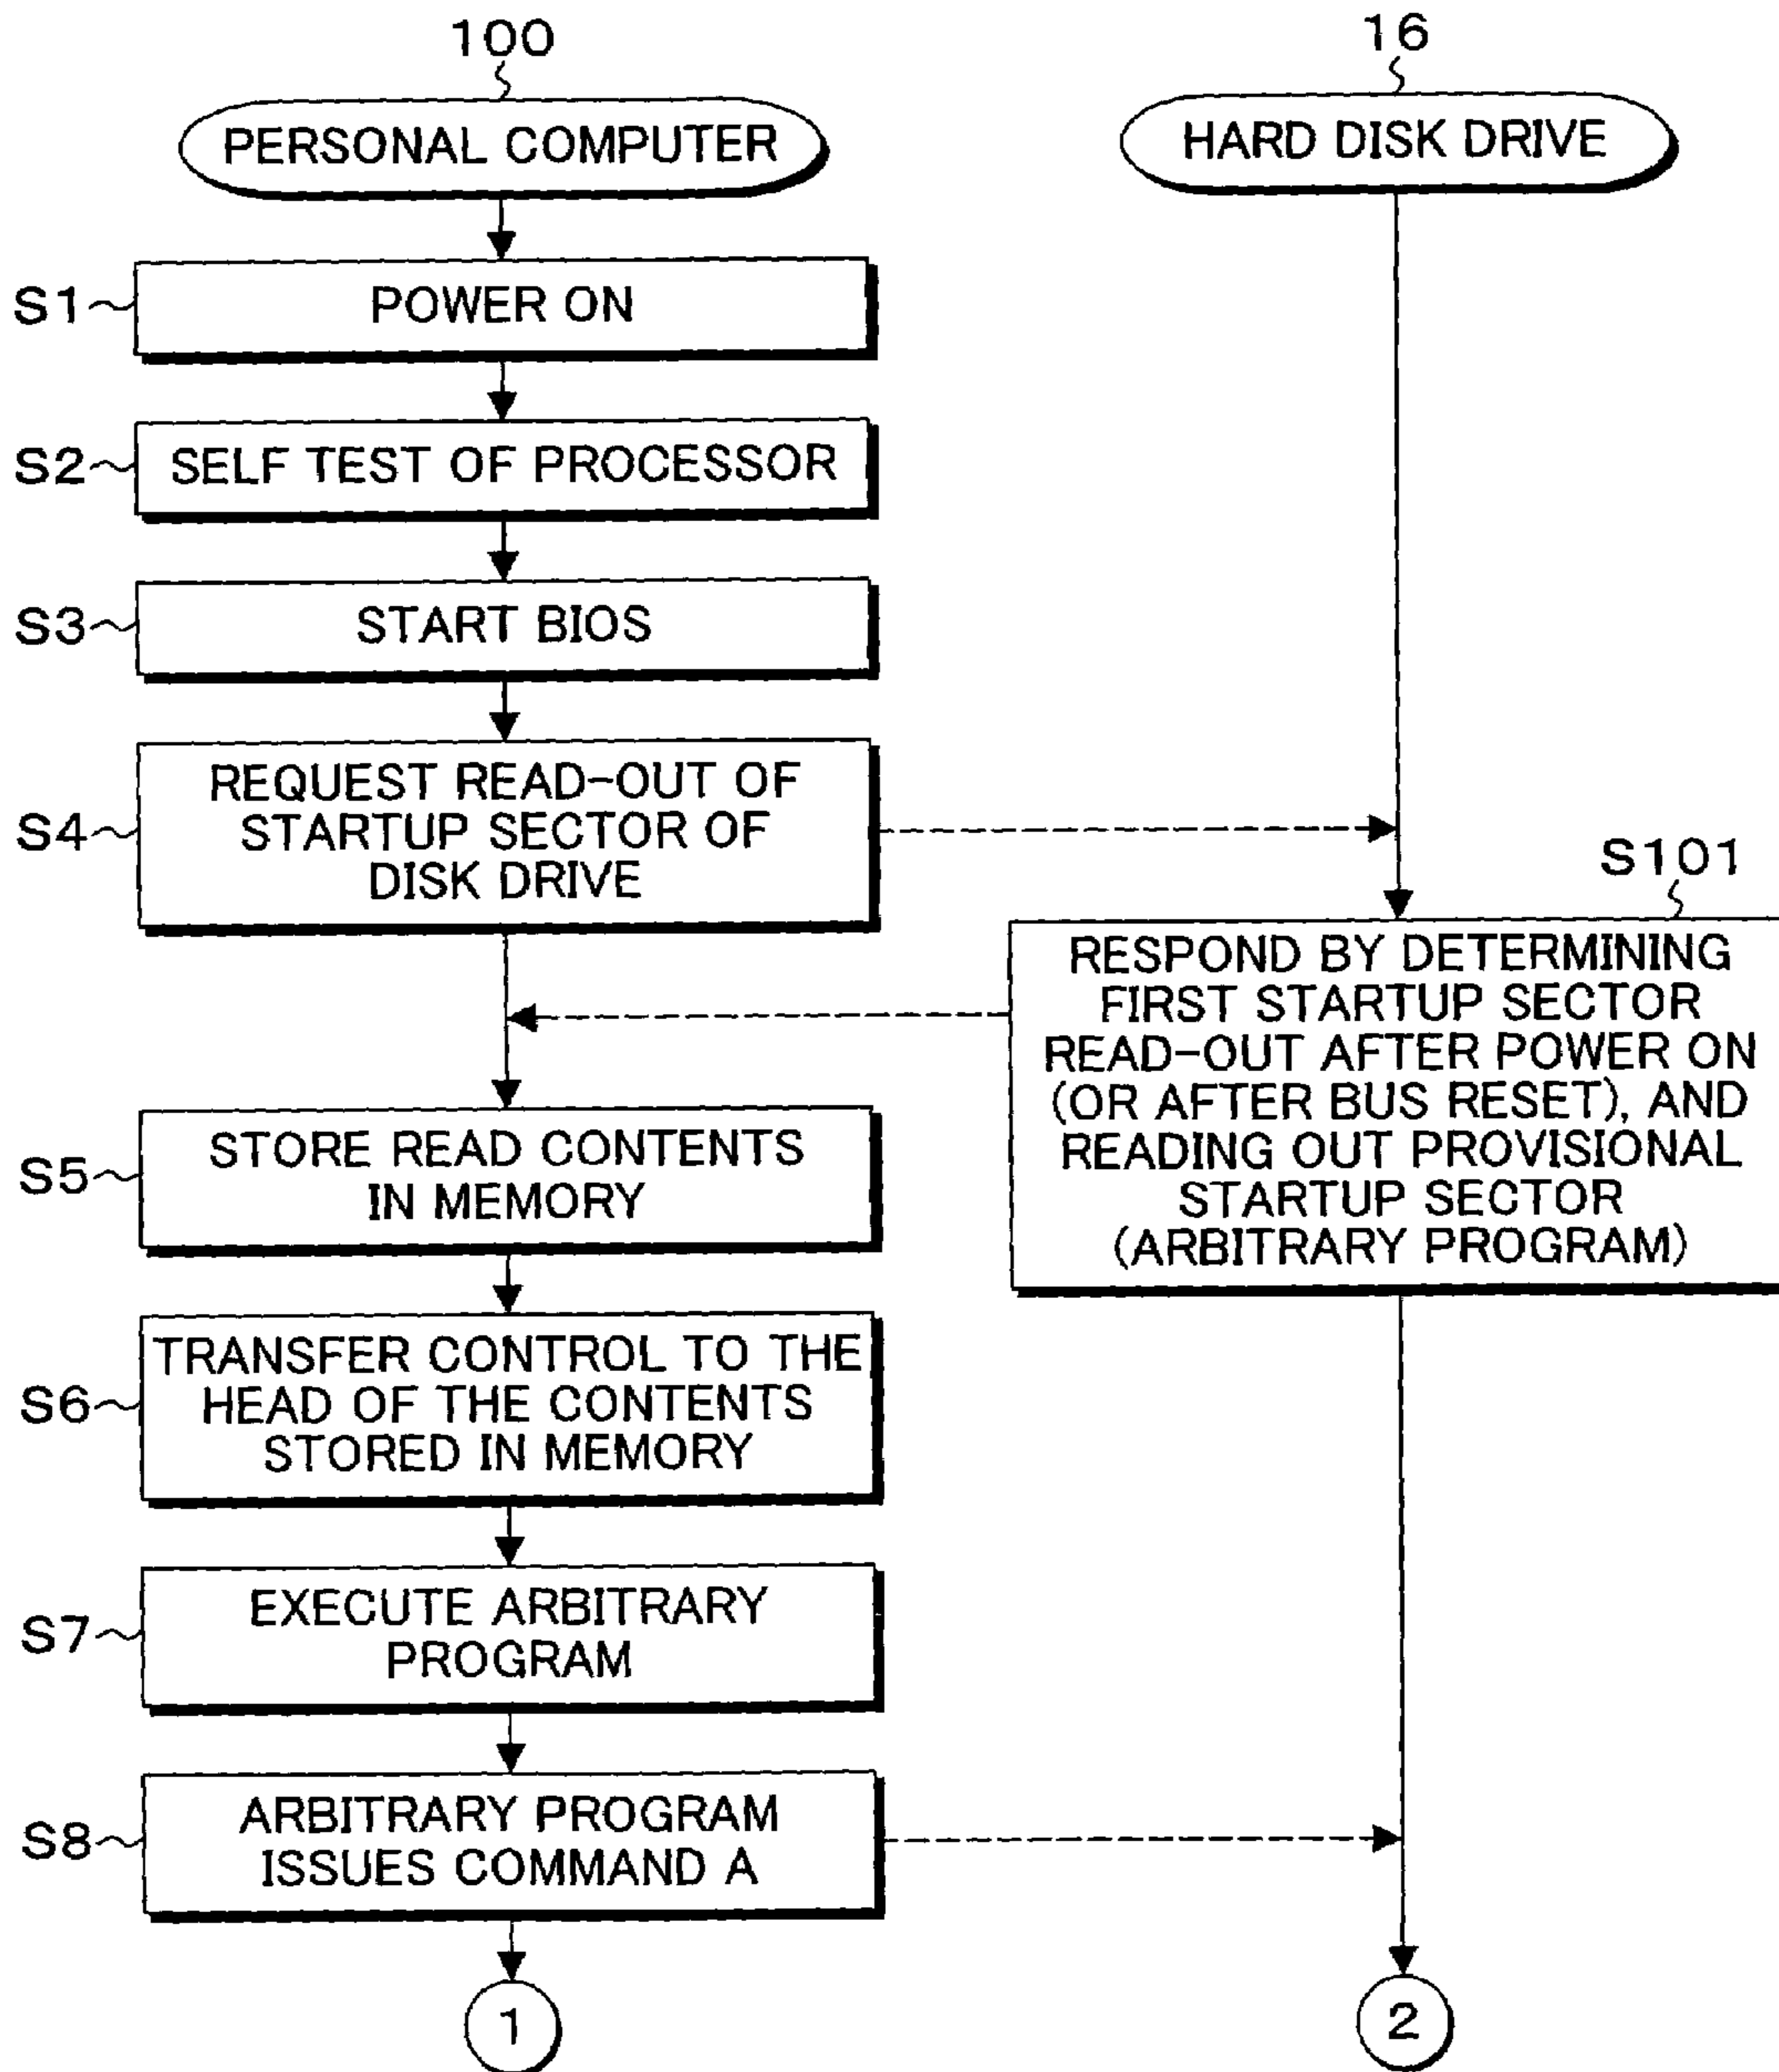 100
16
PERSONAL COMPUTER
HARD DISK DRIVE
S1
POWER ON
S2
SELF TEST OF PROCESSOR
S3
START BIOS
S4
REQUEST READ-OUT OF
STARTUP SECTOR OF
DISK DRIVE
S101
RESPOND BY DETERMINING
FIRST STARTUP SECTOR
READ-OUT AFTER POWER ON
(OR AFTER BUS RESET), AND
READING OUT PROVISIONAL
STARTUP SECTOR
(ARBITRARY PROGRAM)
S5
STORE READ CONTENTS
IN MEMORY
S6
TRANSFER CONTROL TO THE
HEAD OF THE CONTENTS
STORED IN MEMORY
S7
EXECUTE ARBITRARY
PROGRAM
S8
ARBITRARY PROGRAM
ISSUES COMMAND A
1
2